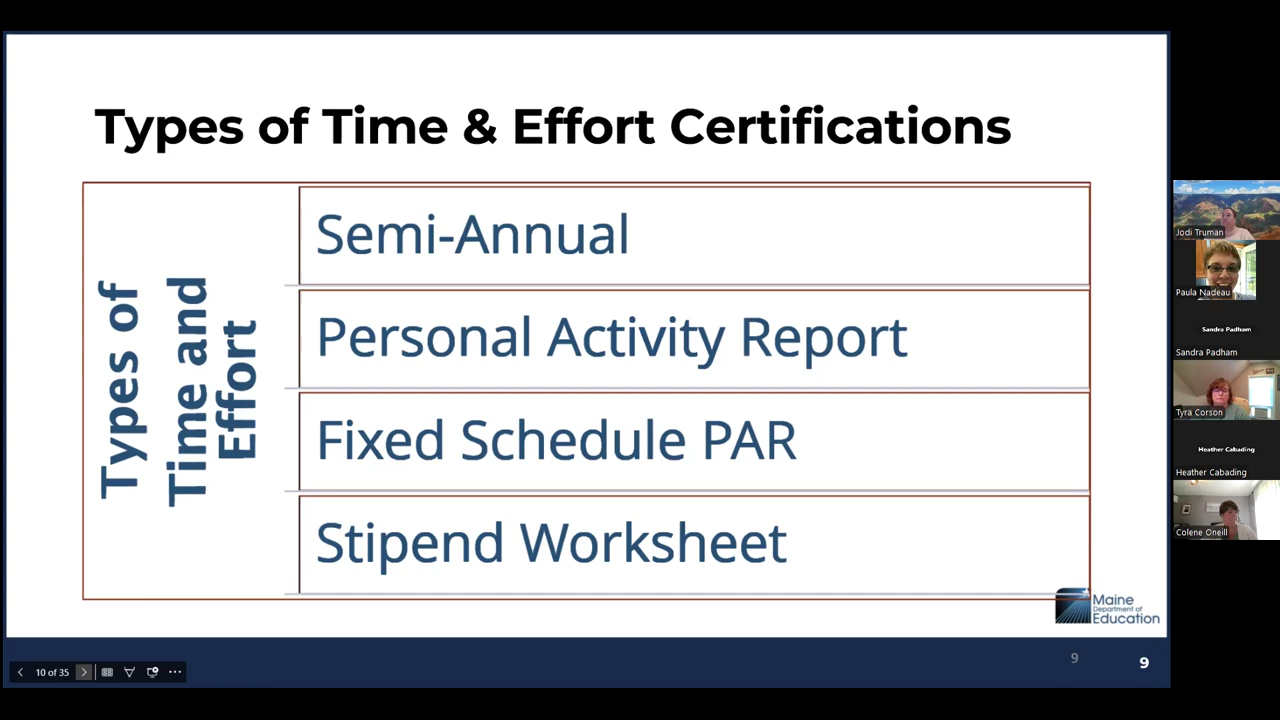 Types of Time & Effort Certifications
Types of
Time and
Effort
Semi-Annual
Personal Activity Report
Fixed Schedule PAR
Stipend Worksheet
Maine
Department of
Education
10 of 35
9
9
Jodi Truman
Paula Nadeau
Sandra Padham
Sandra Padham
Tyra Corson
Heather Cabading
Heather Cabading
Colene Oneill